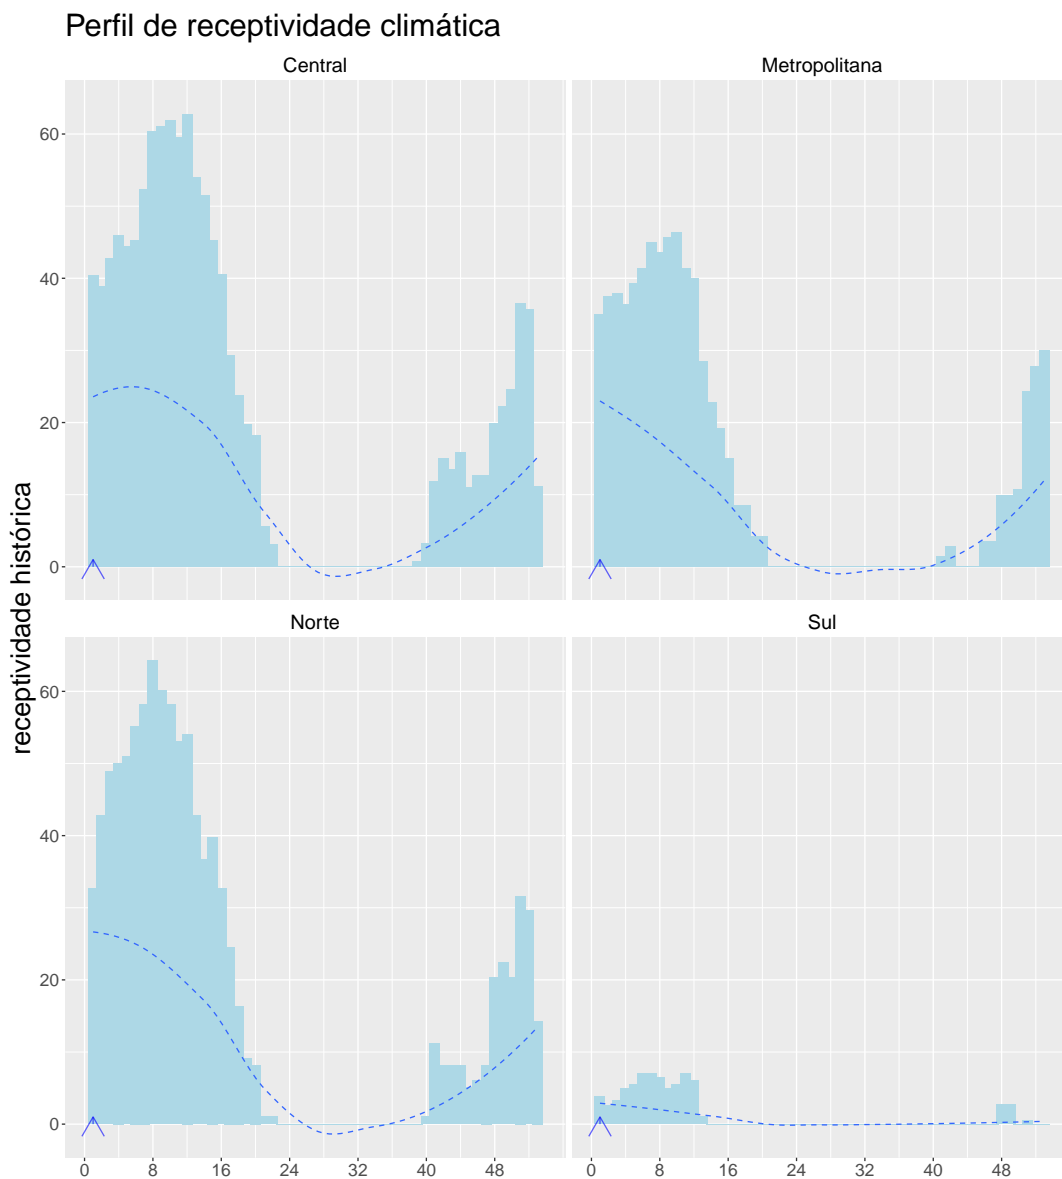 Perfil de receptividade climática
Central
Metropolitana
60
40
20
0
receptividade histórica
Norte
Sul
60
40
20
0
0 8 16 24 32 40 48
0 8 16 24 32 40 48